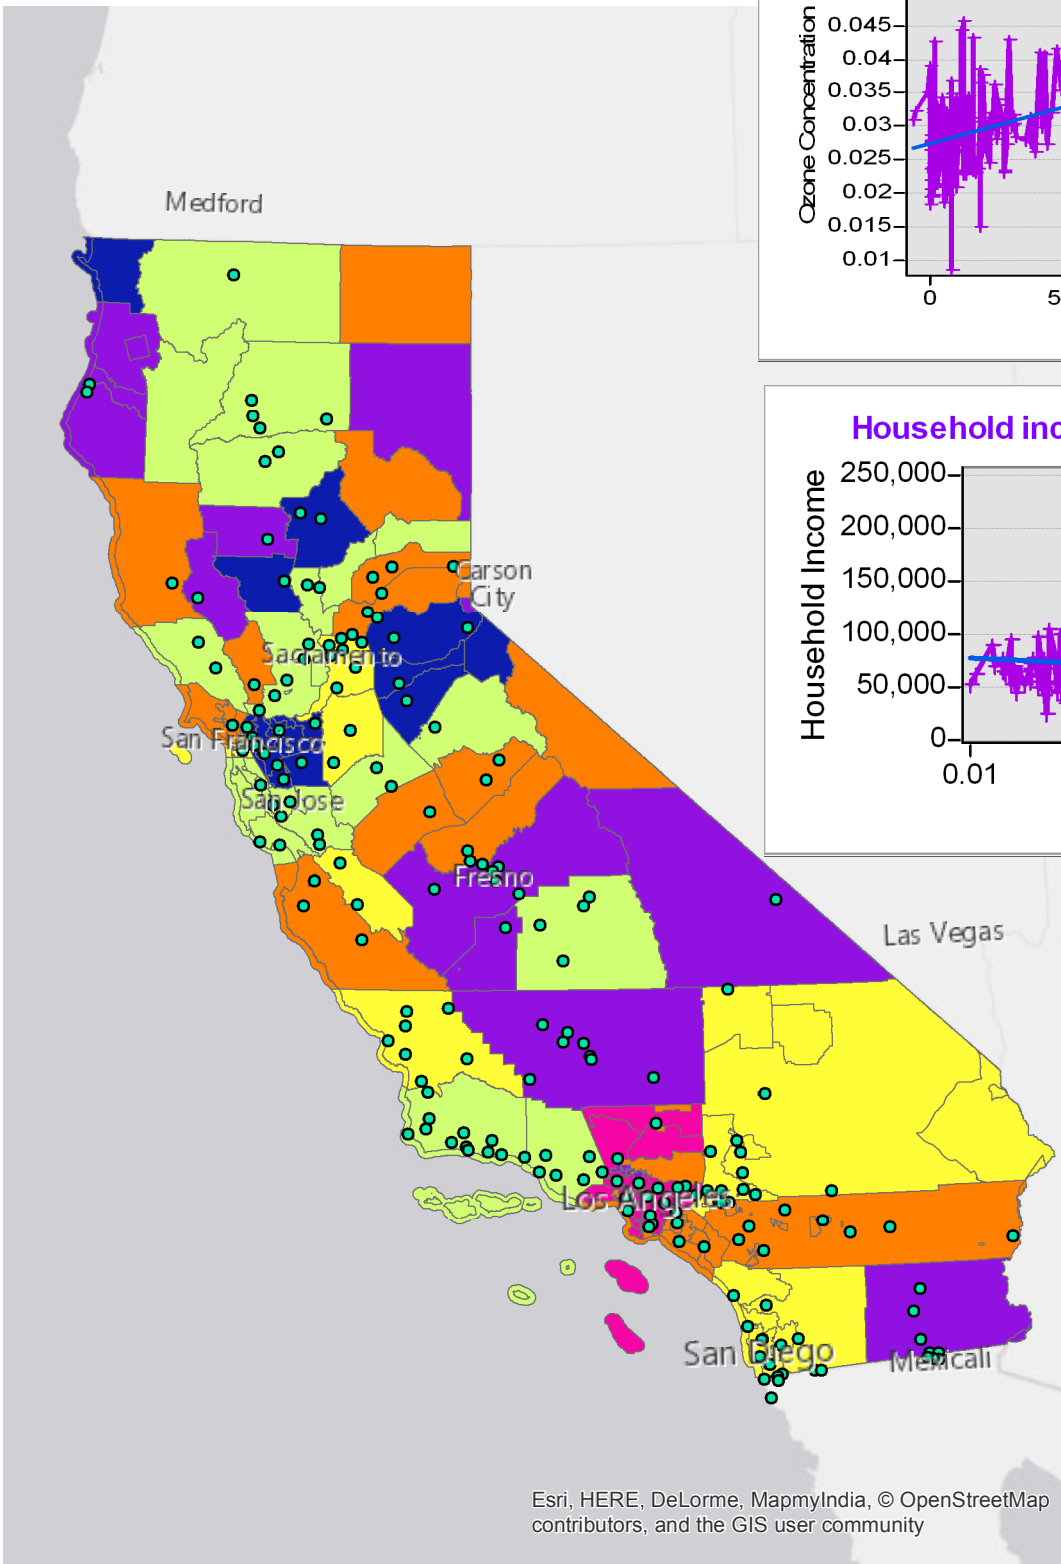 Medford
Carson
City
Sacramento
San Francisco
San Jose
Fresno
Las Vegas
Los Angeles
San Diego
Mexicali
Ozone Concentration
0.045
0.04
0.035
0.03
0.025
0.02
0.015
0.01
0
5
Household inc
Household Income
250,000
200,000
150,000
100,000
50,000
0
0.01
Esri, HERE, DeLorme, MapmyIndia, © OpenStreetMap
contributors, and the GIS user community